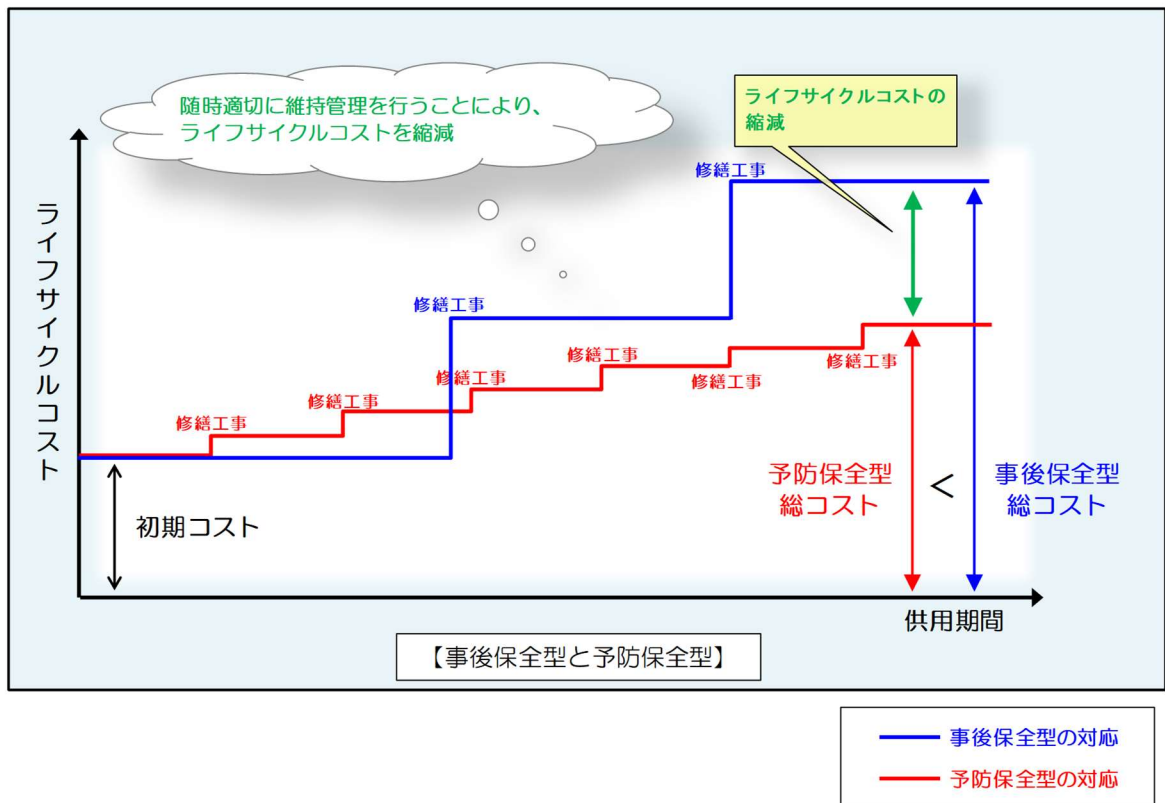 随時適切に維持管理を行うことにより、
ライフサイクルコストを縮減
ライフサイクルコストの
縮減
ライフサイクルコスト
修繕工事
修繕工事
修繕工事
修繕工事
修繕工事
修繕工事
修繕工事
修繕工事
初期コスト
予防保全型
総コスト
<
事後保全型
総コスト
供用期間
【事後保全型と予防保全型】
事後保全型の対応
予防保全型の対応